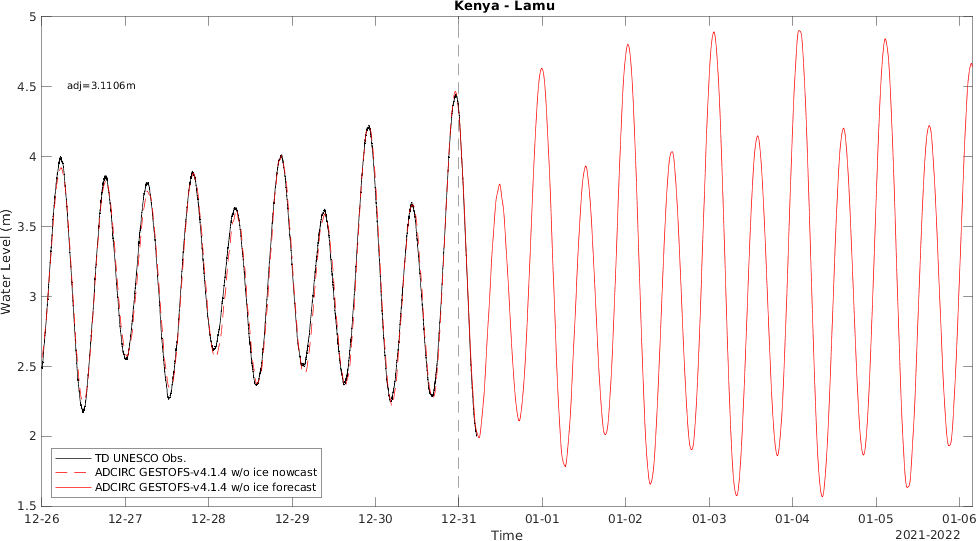 Kenya - Lamu
adj=3.1106m
Water Level (m)
5
4.5
4
3.5
3
2.5
2
1.5
TD UNESCO Obs.
ADCIRC GESTOFS-v4.1.4 w/o ice nowcast
ADCIRC GESTOFS-v4.1.4 w/o ice forecast
12-26 12-27 12-28 12-29 12-30 12-31 01-01 01-02 01-03 01-04 01-05 01-06
Time
2021-2022